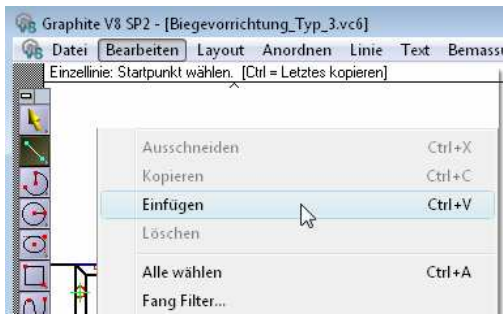 Graphite V8 SP2 - [Biegevorrichtung_Typ_3.vc6]
Datei Bearbeiten Layout Anordnen Linie Text Bemass
Einzellinie: Startpunkt wählen. [Ctrl = Letztes kopieren]
Ausschneiden Ctrl+X
Kopieren Ctrl+C
Einfügen Ctrl+V
Löschen
Alle wählen Ctrl+A
Fang Filter...